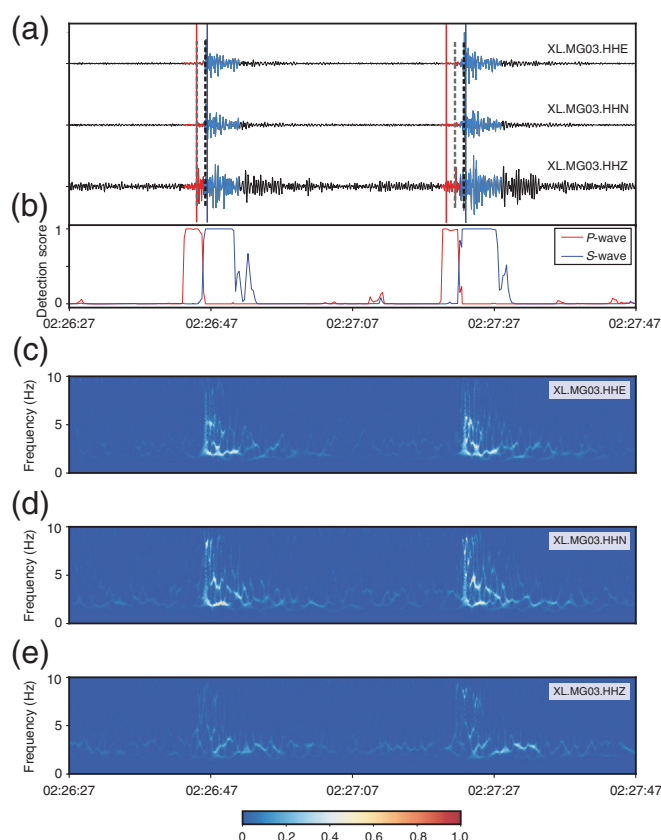 (a)
XL.MG03.HHE
XL.MG03.HHN
XL.MG03.HHZ
(b)
Detection score
1
0
P-wave
S-wave
02:26:27 02:26:47 02:27:07 02:27:27 02:27:47
(c)
Frequency (Hz)
10
5
0
XL.MG03.HHE
(d)
Frequency (Hz)
10
5
0
XL.MG03.HHN
(e)
Frequency (Hz)
10
5
0
XL.MG03.HHZ
02:26:27 02:26:47 02:27:07 02:27:27 02:27:47
0 0.2 0.4 0.6 0.8 1.0